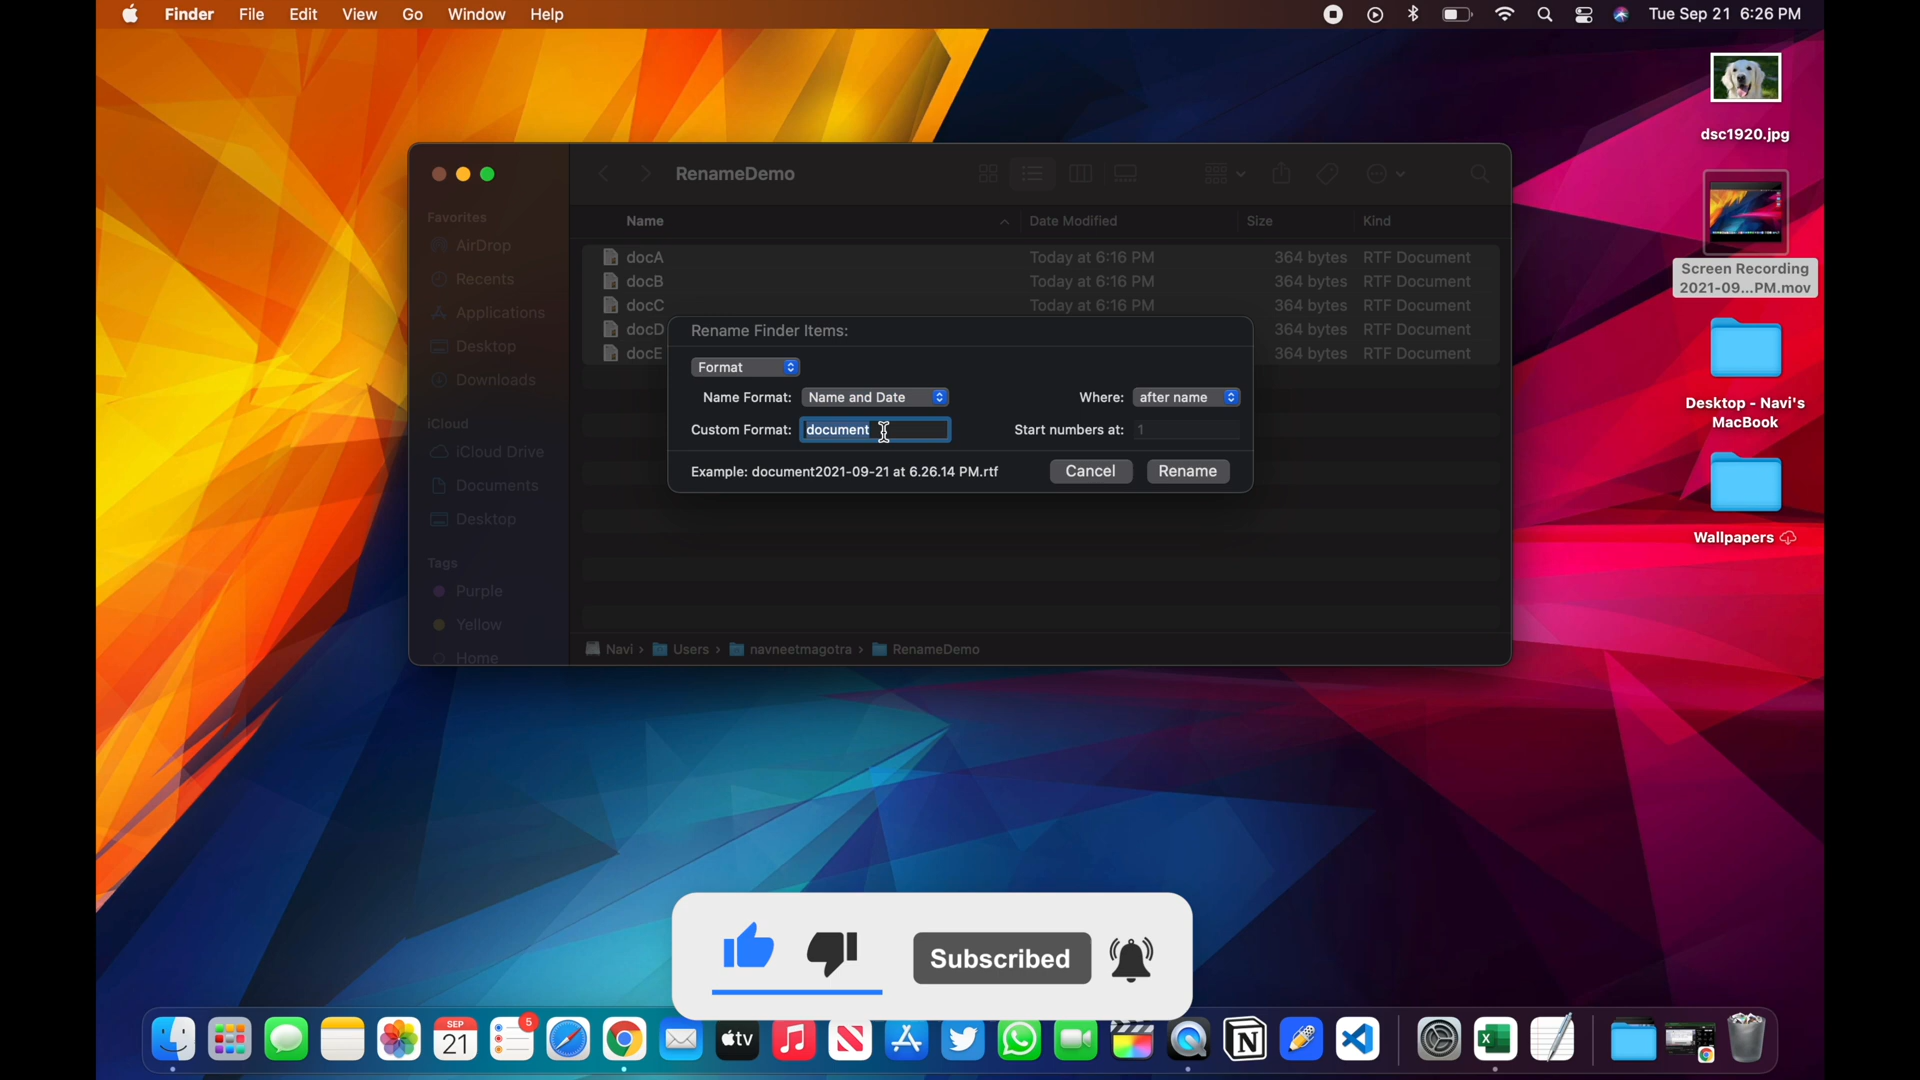 Finder File Edit View Go Window Help Tue Sep 21 6:26 PM
dsc1920.jpg
Screen Recording
2021-09...PM.mov
Desktop - Navi's
MacBook
Wallpapers
RenameDemo
Favorites
AirDrop
Recents
Applications
Desktop
Downloads
iCloud
iCloud Drive
Documents
Desktop
Tags
Purple
Yellow
Home
Name Date Modified Size Kind
docA Today at 6:16 PM 364 bytes RTF Document
docB Today at 6:16 PM 364 bytes RTF Document
docC Today at 6:16 PM 364 bytes RTF Document
docD 364 bytes RTF Document
docE 364 bytes RTF Document
Rename Finder Items:
Format
Name Format: Name and Date Where: after name
Custom Format: document Start numbers at: 1
Example: document2021-09-21 at 6.26.14 PM.rtf Cancel Rename
Navi › Users › navneetmagotra › RenameDemo
Subscribed
SEP
21
5
tv